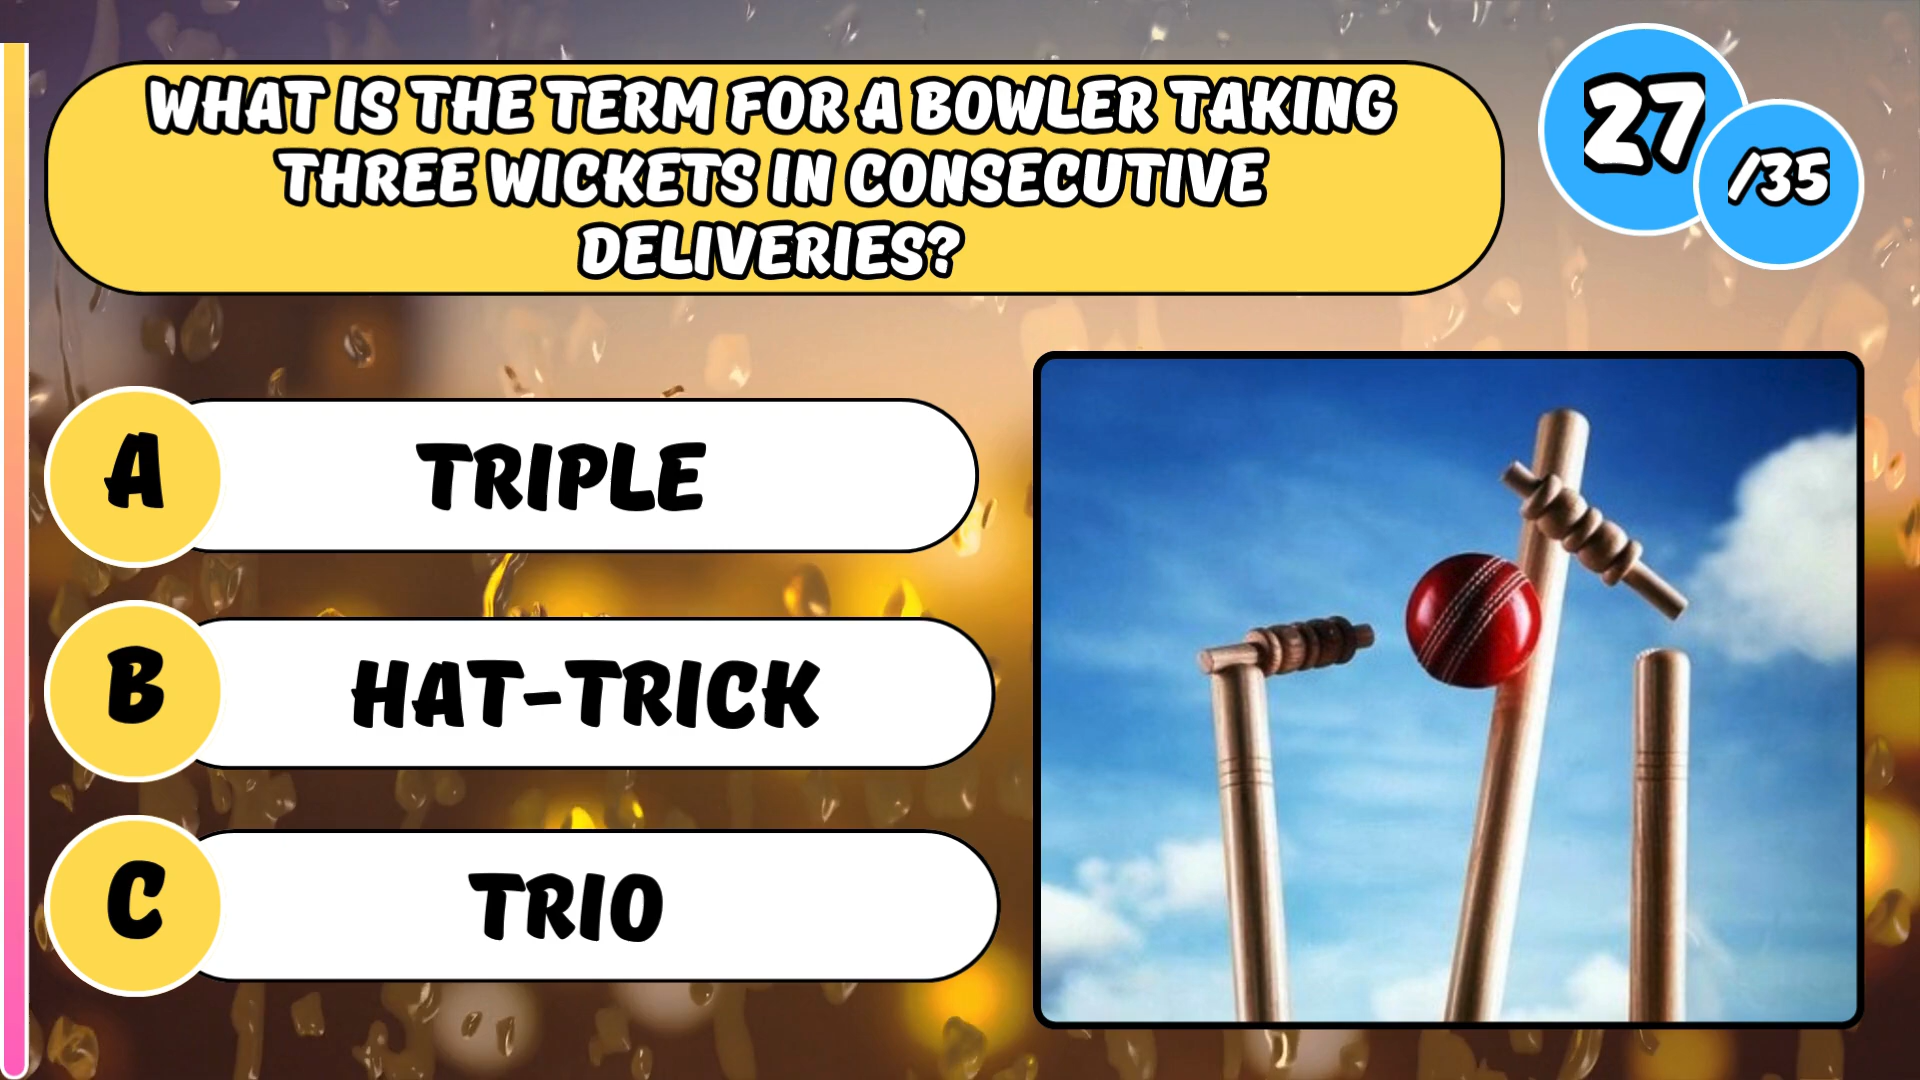 WHAT IS THE TERM FOR A BOWLER TAKING
THREE WICKETS IN CONSECUTIVE
DELIVERIES?
27
/35
A
TRIPLE
B
HAT-TRICK
C
TRIO